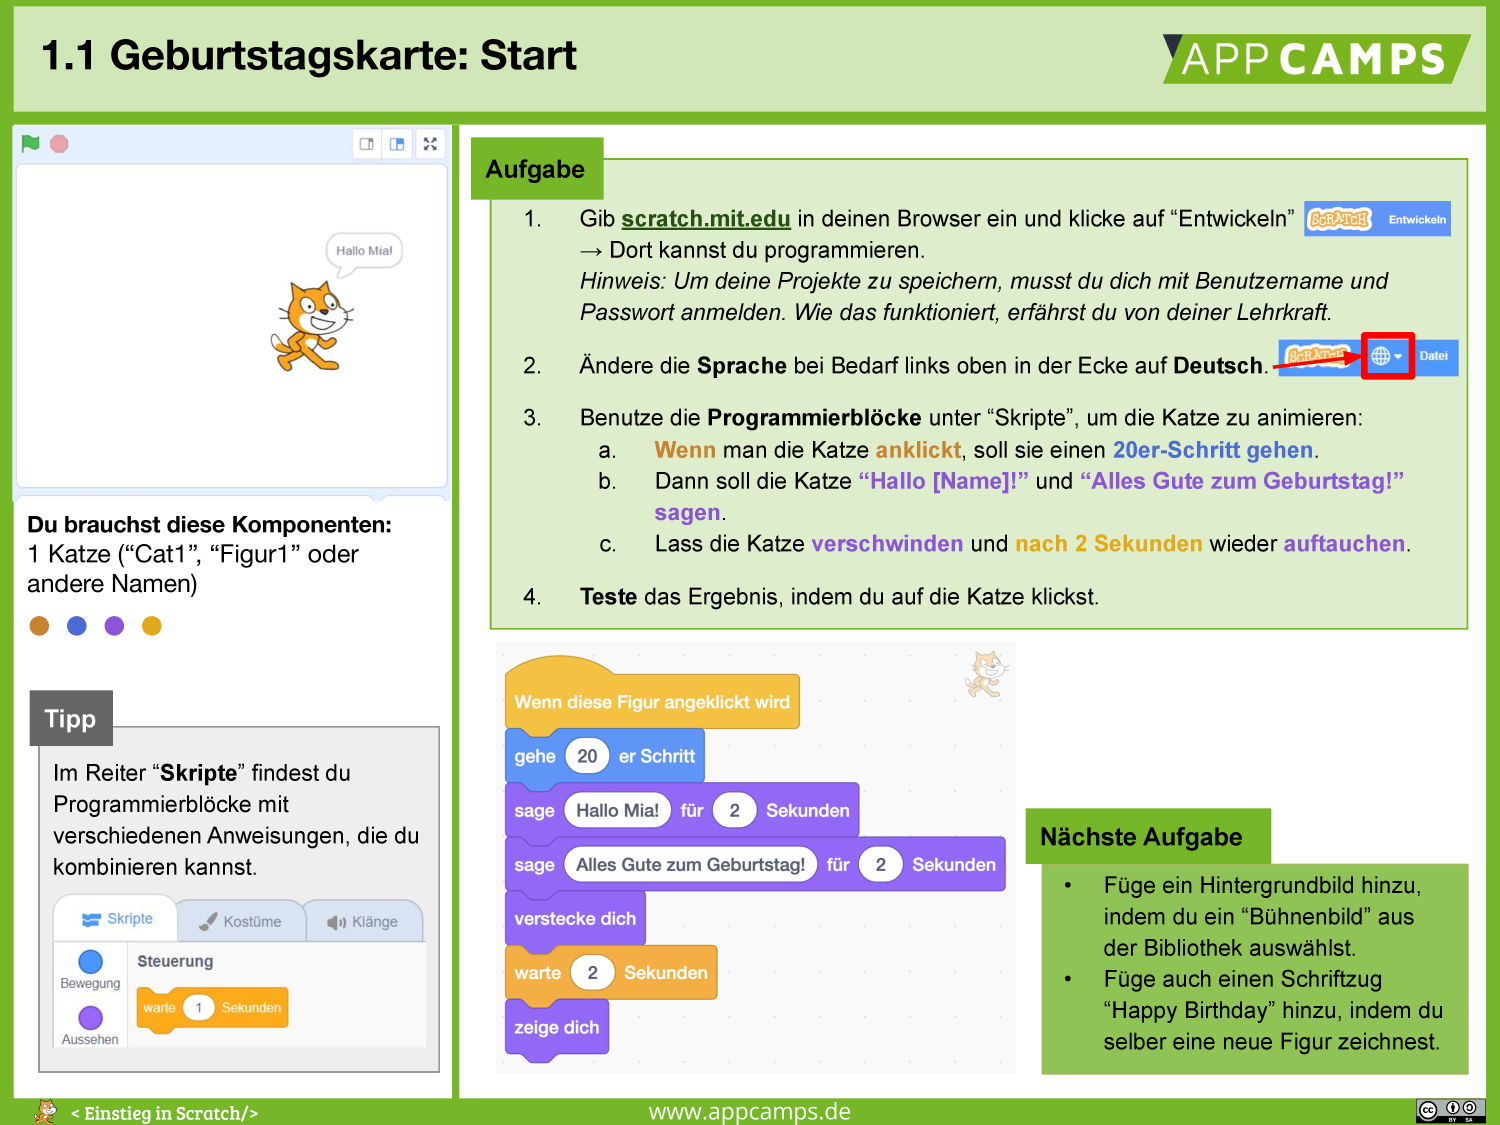 1.1 Geburtstagskarte: Start
APP CAMPS
Hallo Mia!
Du brauchst diese Komponenten:
1 Katze (“Cat1”, “Figur1” oder
andere Namen)
Tipp
Im Reiter “Skripte” findest du
Programmierblöcke mit
verschiedenen Anweisungen, die du
kombinieren kannst.
Skripte Kostüme Klänge
Bewegung
Aussehen
Steuerung
warte 1 Sekunden
Aufgabe
1. Gib scratch.mit.edu in deinen Browser ein und klicke auf “Entwickeln” SCRATCH Entwickeln
→ Dort kannst du programmieren.
Hinweis: Um deine Projekte zu speichern, musst du dich mit Benutzername und
Passwort anmelden. Wie das funktioniert, erfährst du von deiner Lehrkraft.
2. Ändere die Sprache bei Bedarf links oben in der Ecke auf Deutsch. SCRATCH Datei
3. Benutze die Programmierblöcke unter “Skripte”, um die Katze zu animieren:
a. Wenn man die Katze anklickt, soll sie einen 20er-Schritt gehen.
b. Dann soll die Katze “Hallo [Name]!” und “Alles Gute zum Geburtstag!”
sagen.
c. Lass die Katze verschwinden und nach 2 Sekunden wieder auftauchen.
4. Teste das Ergebnis, indem du auf die Katze klickst.
Wenn diese Figur angeklickt wird
gehe 20 er Schritt
sage Hallo Mia! für 2 Sekunden
sage Alles Gute zum Geburtstag! für 2 Sekunden
verstecke dich
warte 2 Sekunden
zeige dich
Nächste Aufgabe
• Füge ein Hintergrundbild hinzu,
indem du ein “Bühnenbild” aus
der Bibliothek auswählst.
• Füge auch einen Schriftzug
“Happy Birthday” hinzu, indem du
selber eine neue Figur zeichnest.
< Einstieg in Scratch/>
www.appcamps.de
cc BY SA